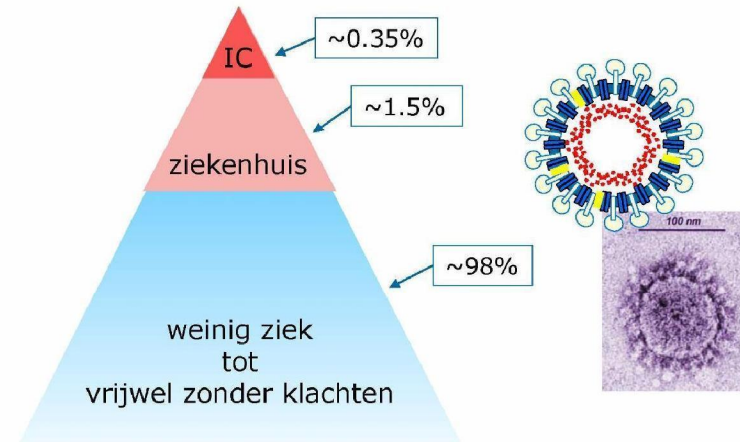 IC
~0.35%
~1.5%
ziekenhuis
100 nm
~98%
weinig ziek
tot
vrijwel zonder klachten